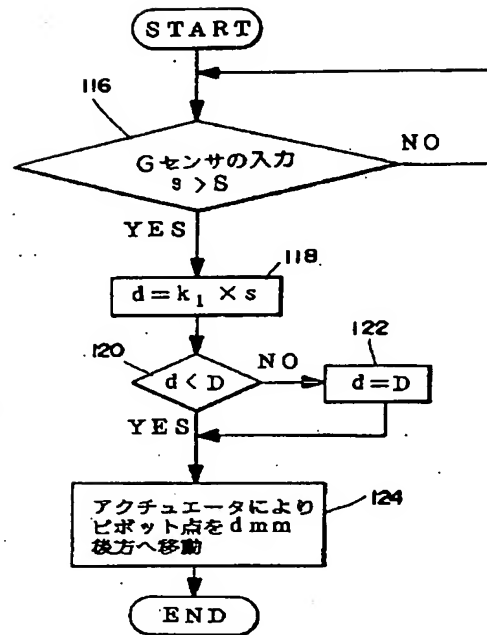 START
116
Gセンサの入力
s > S
NO
YES
118
d = k₁ × s
120
d < D
NO
122
d = D
YES
アクチュエータにより
ピボット点をdmm
後方へ移動
124
END